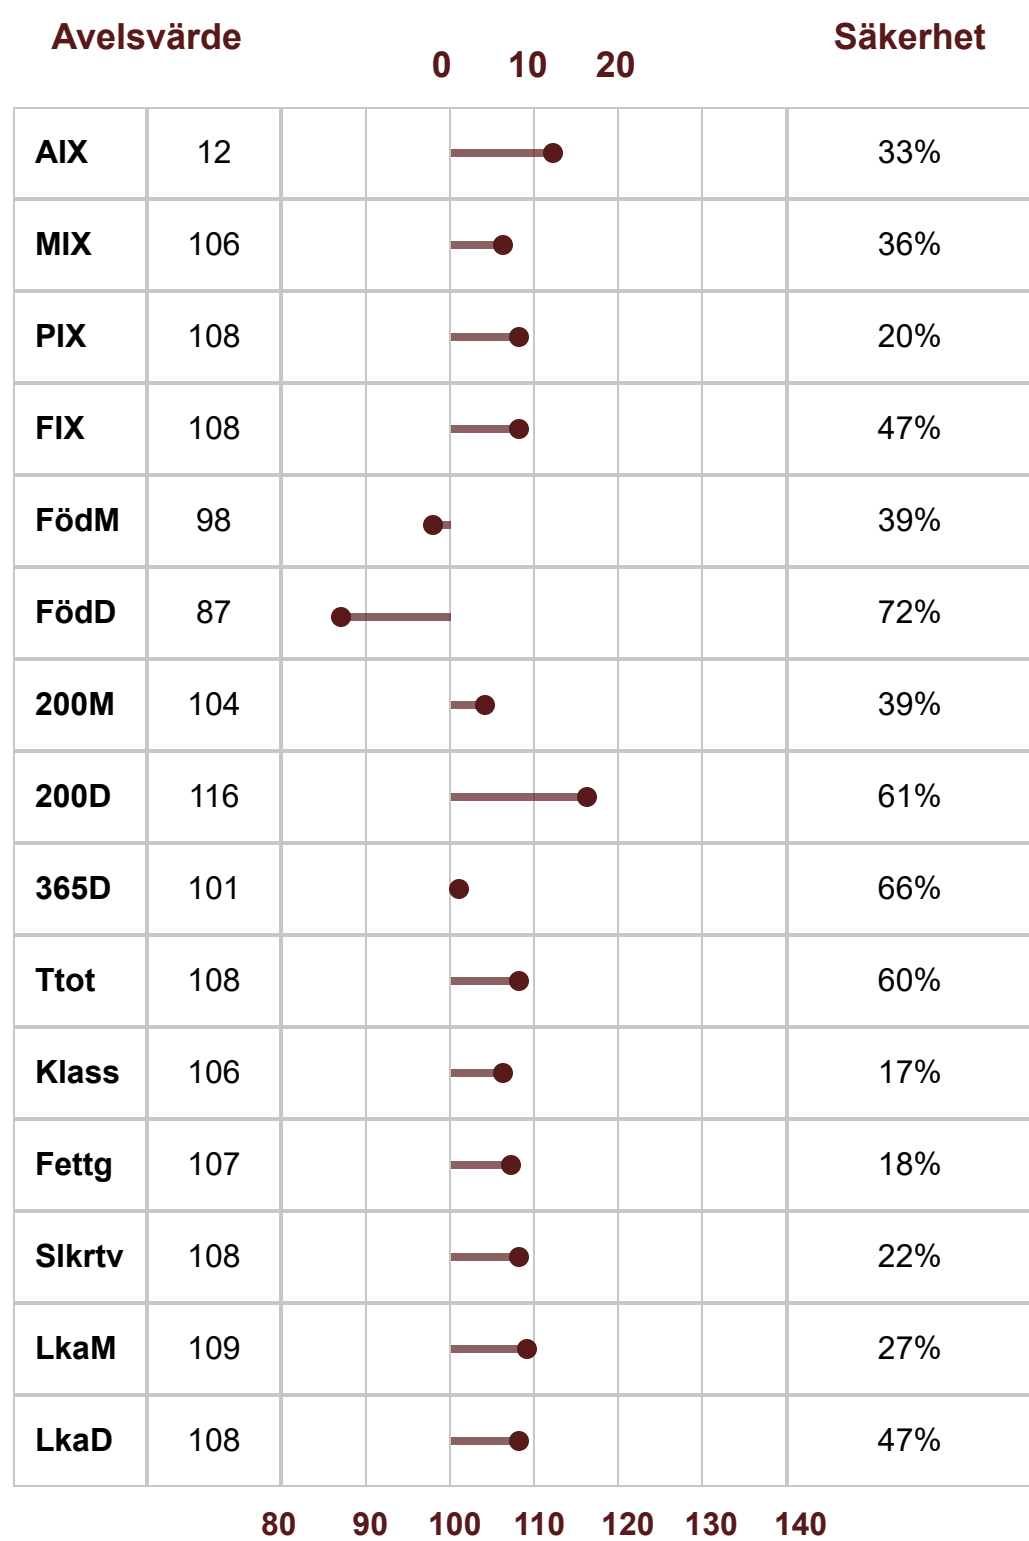 Avelsvärde Säkerhet
0 10 20
AIX 12 33%
MIX 106 36%
PIX 108 20%
FIX 108 47%
FödM 98 39%
FödD 87 72%
200M 104 39%
200D 116 61%
365D 101 66%
Ttot 108 60%
Klass 106 17%
Fettg 107 18%
Slkrtv 108 22%
LkaM 109 27%
LkaD 108 47%
80 90 100 110 120 130 140